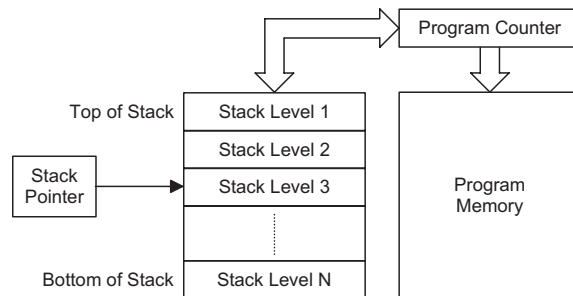 Program Counter
Top of Stack
Stack Level 1
Stack Level 2
Stack
Pointer
Stack Level 3
Program
Memory
Bottom of Stack
Stack Level N